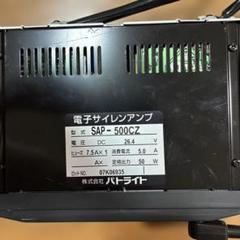 電子サイレンアンプ
型式 SAP-500CZ
電圧 DC 26.4 V
ヒューズ 7.5A×1 消費電流 5.0 A
A× 定格出力 50 W
ロットNO. 07K06935
株式会社パトライト